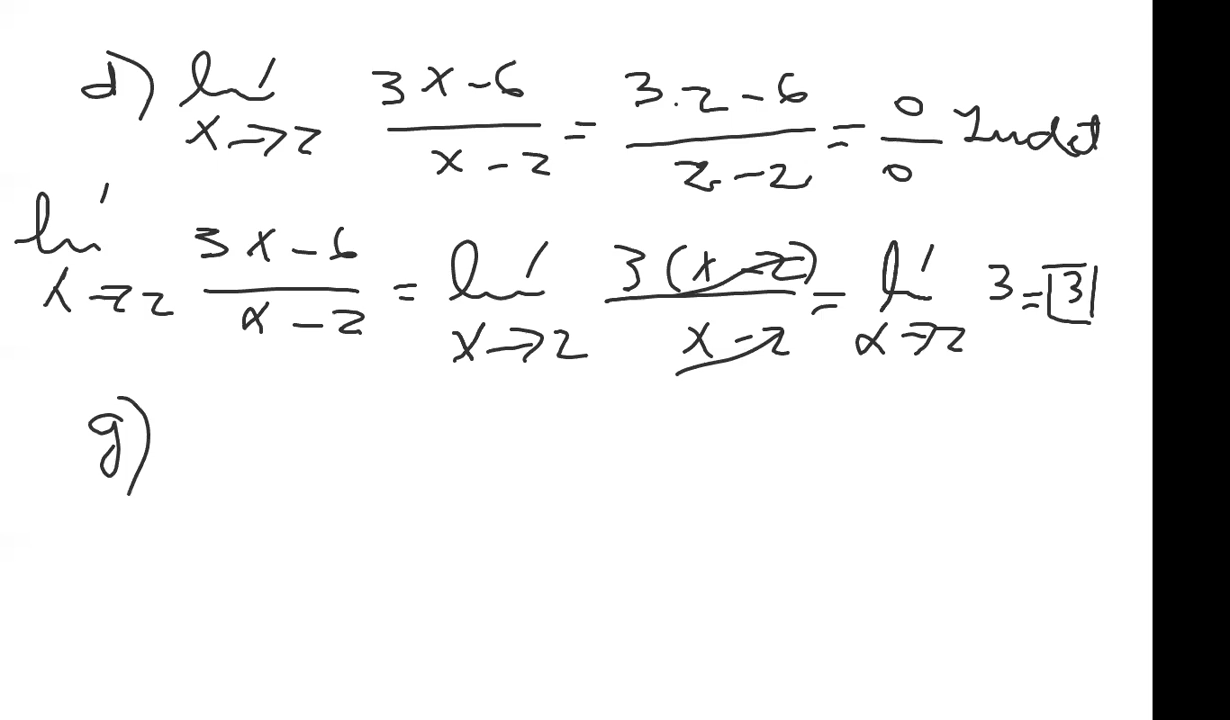 d) lim x→2 3x-6/x-2 = 3.2-6/2-2 = 0/0 Indet
lim x→2 3x-6/x-2 = lim x→2 3(x-2)/x-2 = lim x→2 3 = 3
g)